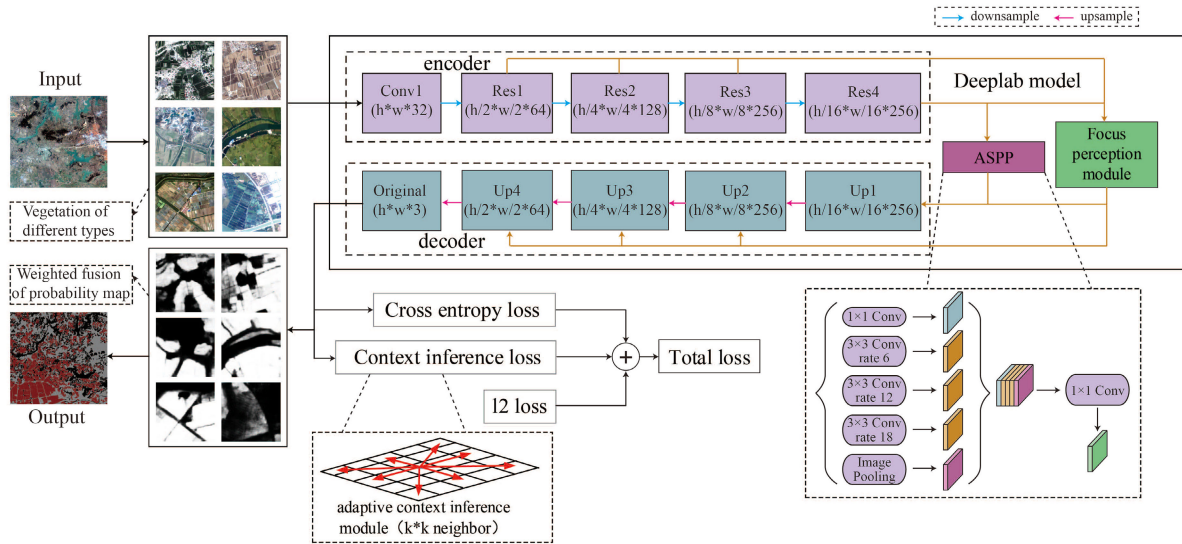 downsample
upsample
Input
Vegetation of
different types
Weighted fusion
of probability map
Output
encoder
Conv1
(h*w*32)
Res1
(h/2*w/2*64)
Res2
(h/4*w/4*128)
Res3
(h/8*w/8*256)
Res4
(h/16*w/16*256)
Deeplab model
ASPP
Focus
perception
module
Original
(h*w*3)
Up4
(h/2*w/2*64)
Up3
(h/4*w/4*128)
Up2
(h/8*w/8*256)
Up1
(h/16*w/16*256)
decoder
Cross entropy loss
Context inference loss
l2 loss
+
Total loss
adaptive context inference
module（k*k neighbor）
1×1 Conv
3×3 Conv
rate 6
3×3 Conv
rate 12
3×3 Conv
rate 18
Image
Pooling
1×1 Conv